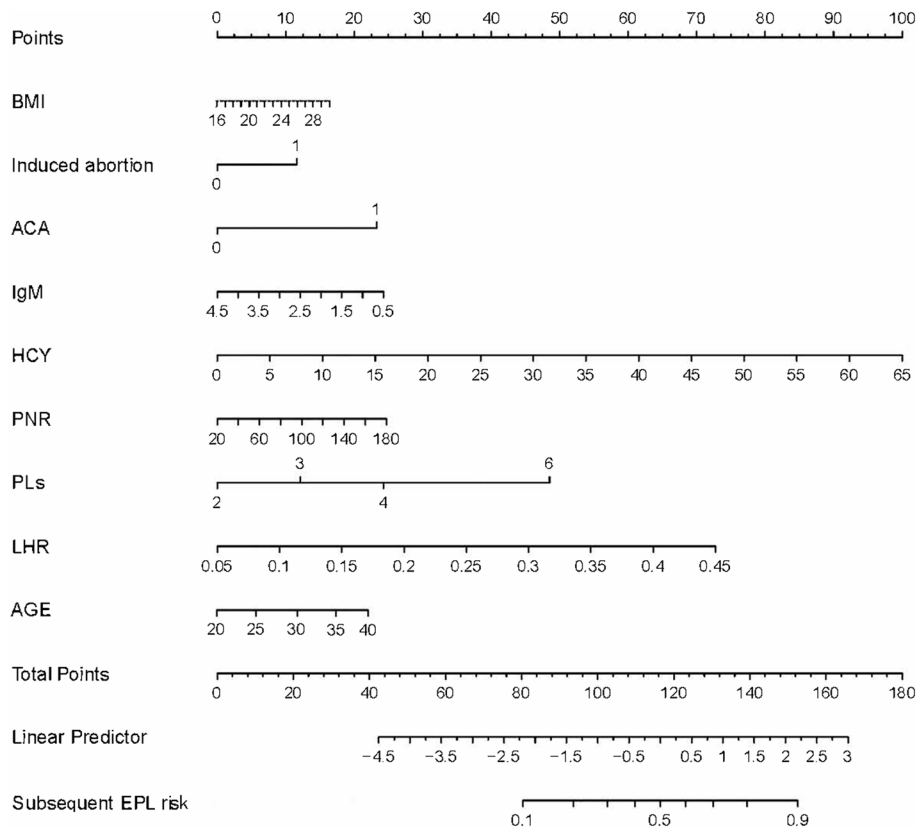 0 10 20 30 40 50 60 70 80 90 100
Points
BMI
16 20 24 28
1
Induced abortion
0
1
ACA
0
IgM
4.5 3.5 2.5 1.5 0.5
HCY
0 5 10 15 20 25 30 35 40 45 50 55 60 65
PNR
20 60 80 100 140 180
3 6
PLs
2 4
LHR
0.05 0.1 0.15 0.2 0.25 0.3 0.35 0.4 0.45
AGE
20 25 30 35 40
Total Points
0 20 40 60 80 100 120 140 160 180
Linear Predictor
−4.5 −3.5 −2.5 −1.5 −0.5 0.5 1 1.5 2 2.5 3
Subsequent EPL risk
0.1 0.5 0.9